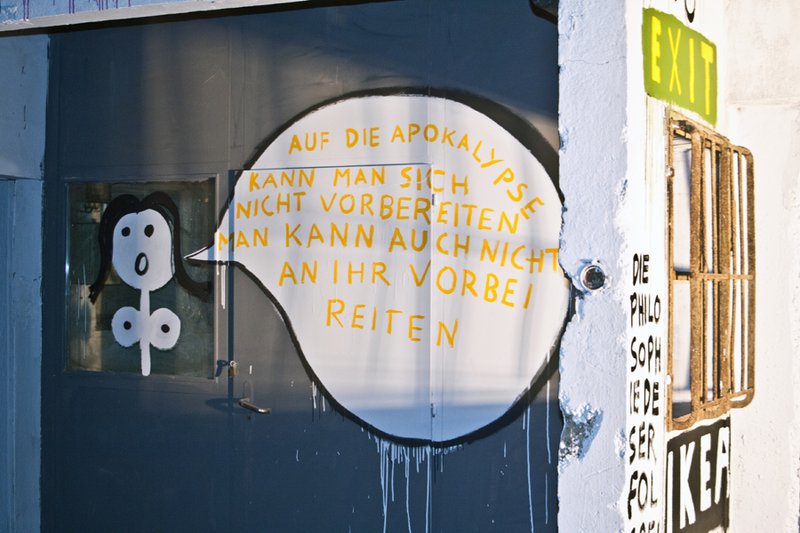 AUF DIE APOKALYPSE
KANN MAN SICH
NICHT VORBEREITEN
MAN KANN AUCH NICHT
AN IHR VORBEI
REITEN
EXIT
DIE
PHILO
SOPH
IE DE
SER
FOL
IKEA